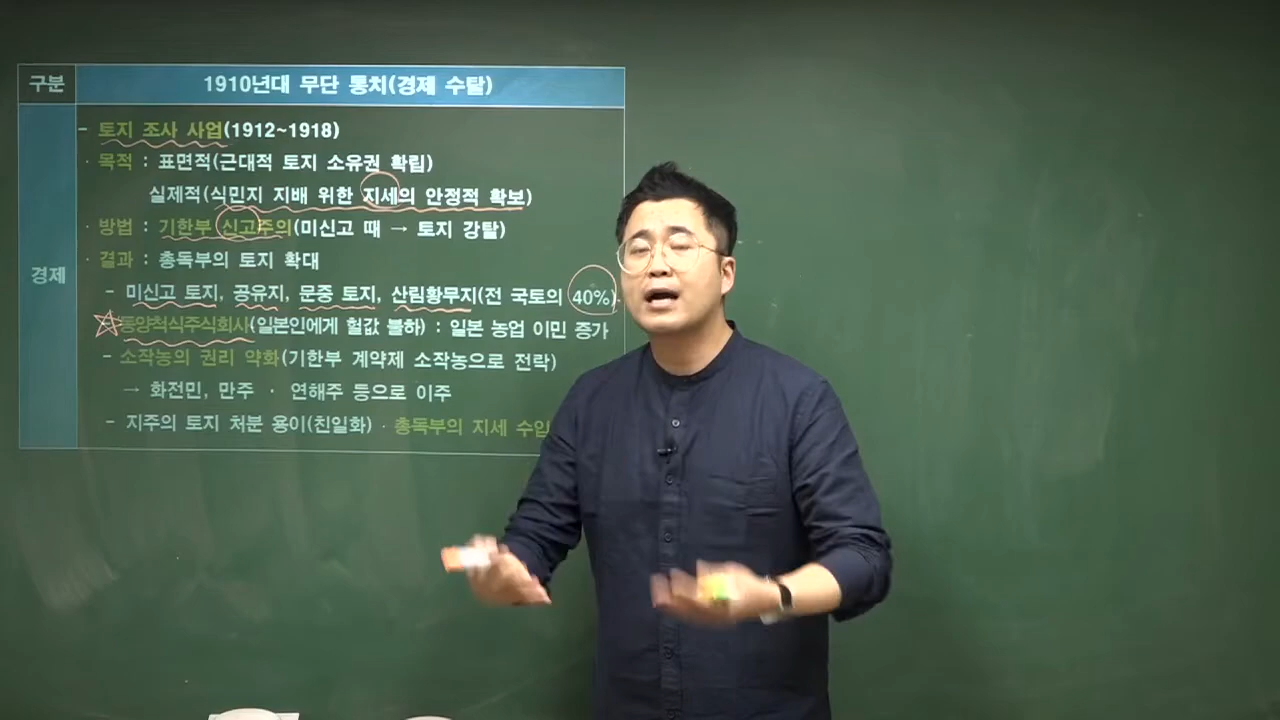 구분
1910년대 무단 통치(경제 수탈)
경제
- 토지 조사 사업(1912~1918)
· 목적 : 표면적(근대적 토지 소유권 확립)
실제적(식민지 지배 위한 지세의 안정적 확보)
· 방법 : 기한부 신고주의(미신고 때 → 토지 강탈)
· 결과 : 총독부의 토지 확대
- 미신고 토지, 공유지, 문중 토지, 산림황무지(전 국토의 40%)
동양척식주식회사(일본인에게 헐값 불하) : 일본 농업 이민 증가
- 소작농의 권리 약화(기한부 계약제 소작농으로 전락)
→ 화전민, 만주 · 연해주 등으로 이주
- 지주의 토지 처분 용이(친일화) · 총독부의 지세 수입